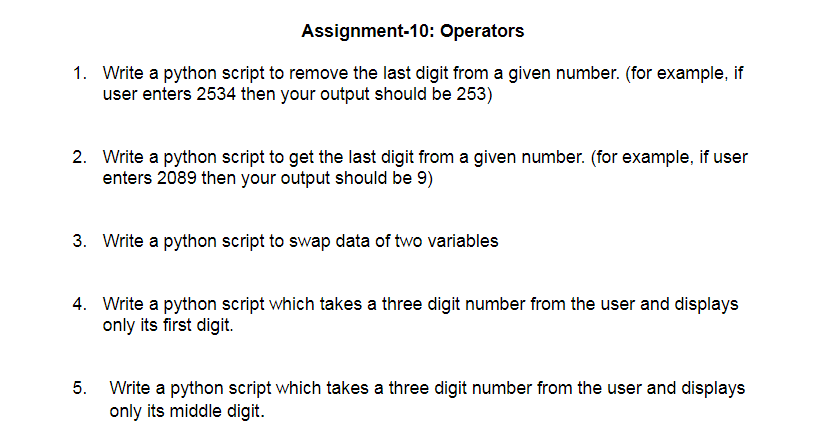 Assignment-10: Operators
1. Write a python script to remove the last digit from a given number. (for example, if
user enters 2534 then your output should be 253)
2. Write a python script to get the last digit from a given number. (for example, if user
enters 2089 then your output should be 9)
3. Write a python script to swap data of two variables
4. Write a python script which takes a three digit number from the user and displays
only its first digit.
5. Write a python script which takes a three digit number from the user and displays
only its middle digit.